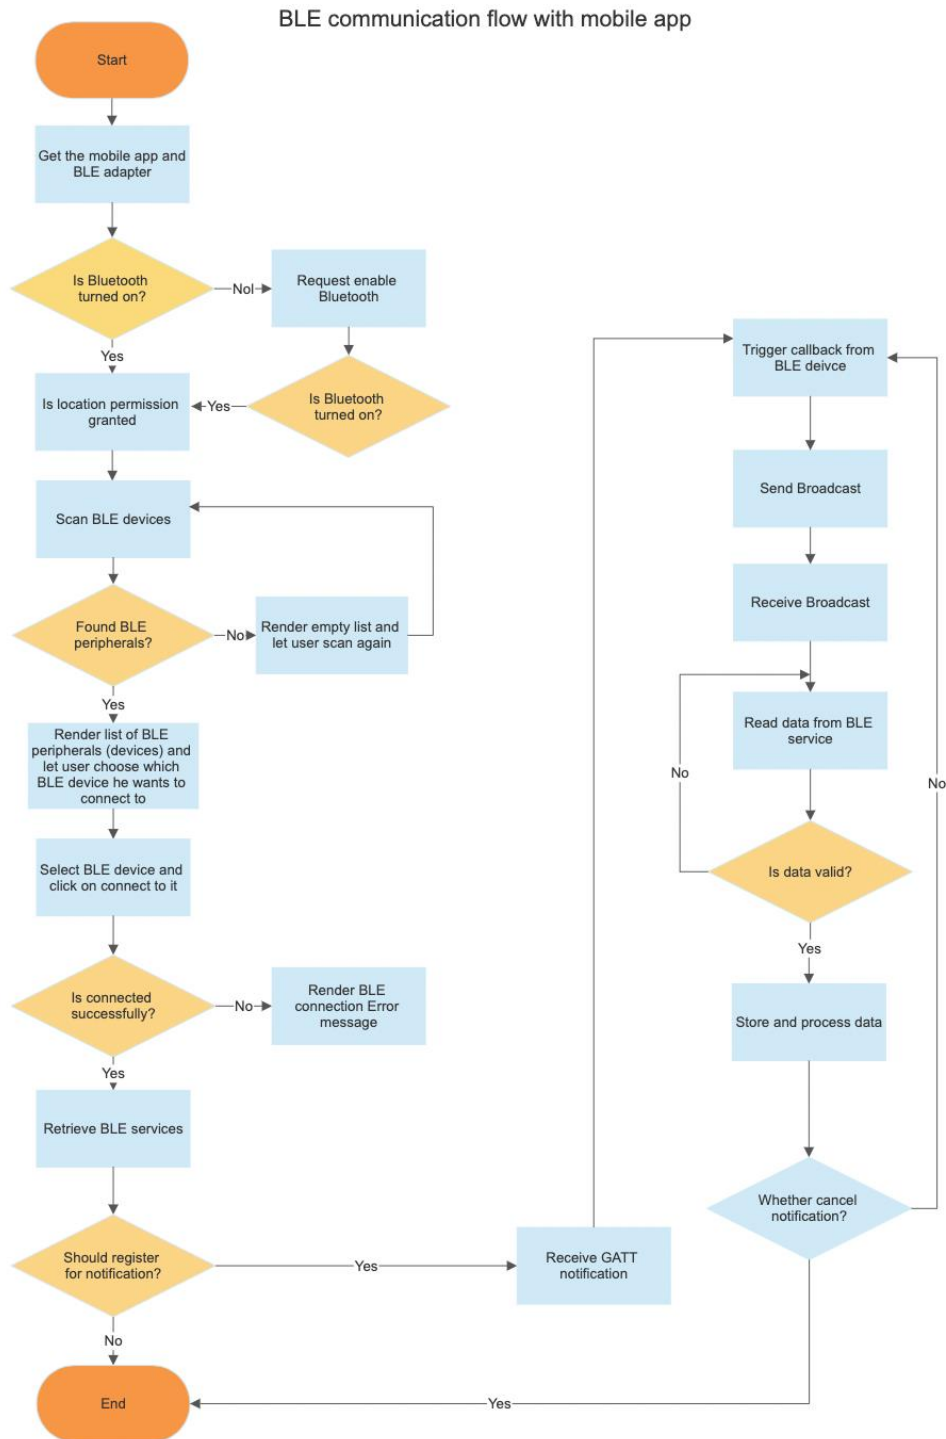 BLE communication flow with mobile app
Start
Get the mobile app and
BLE adapter
Is Bluetooth
turned on?
Nol
Request enable
Bluetooth
Yes
Is location permission
granted
Yes
Is Bluetooth
turned on?
Scan BLE devices
Found BLE
peripherals?
No
Render empty list and
let user scan again
Yes
Render list of BLE
peripherals (devices) and
let user choose which
BLE device he wants to
connect to
Select BLE device and
click on connect to it
Is connected
successfully?
No
Render BLE
connection Error
message
Yes
Retrieve BLE services
Should register
for notification?
Yes
Receive GATT
notification
No
End
Trigger callback from
BLE deivce
Send Broadcast
Receive Broadcast
Read data from BLE
service
No
Is data valid?
Yes
Store and process data
Whether cancel
notification?
No
Yes